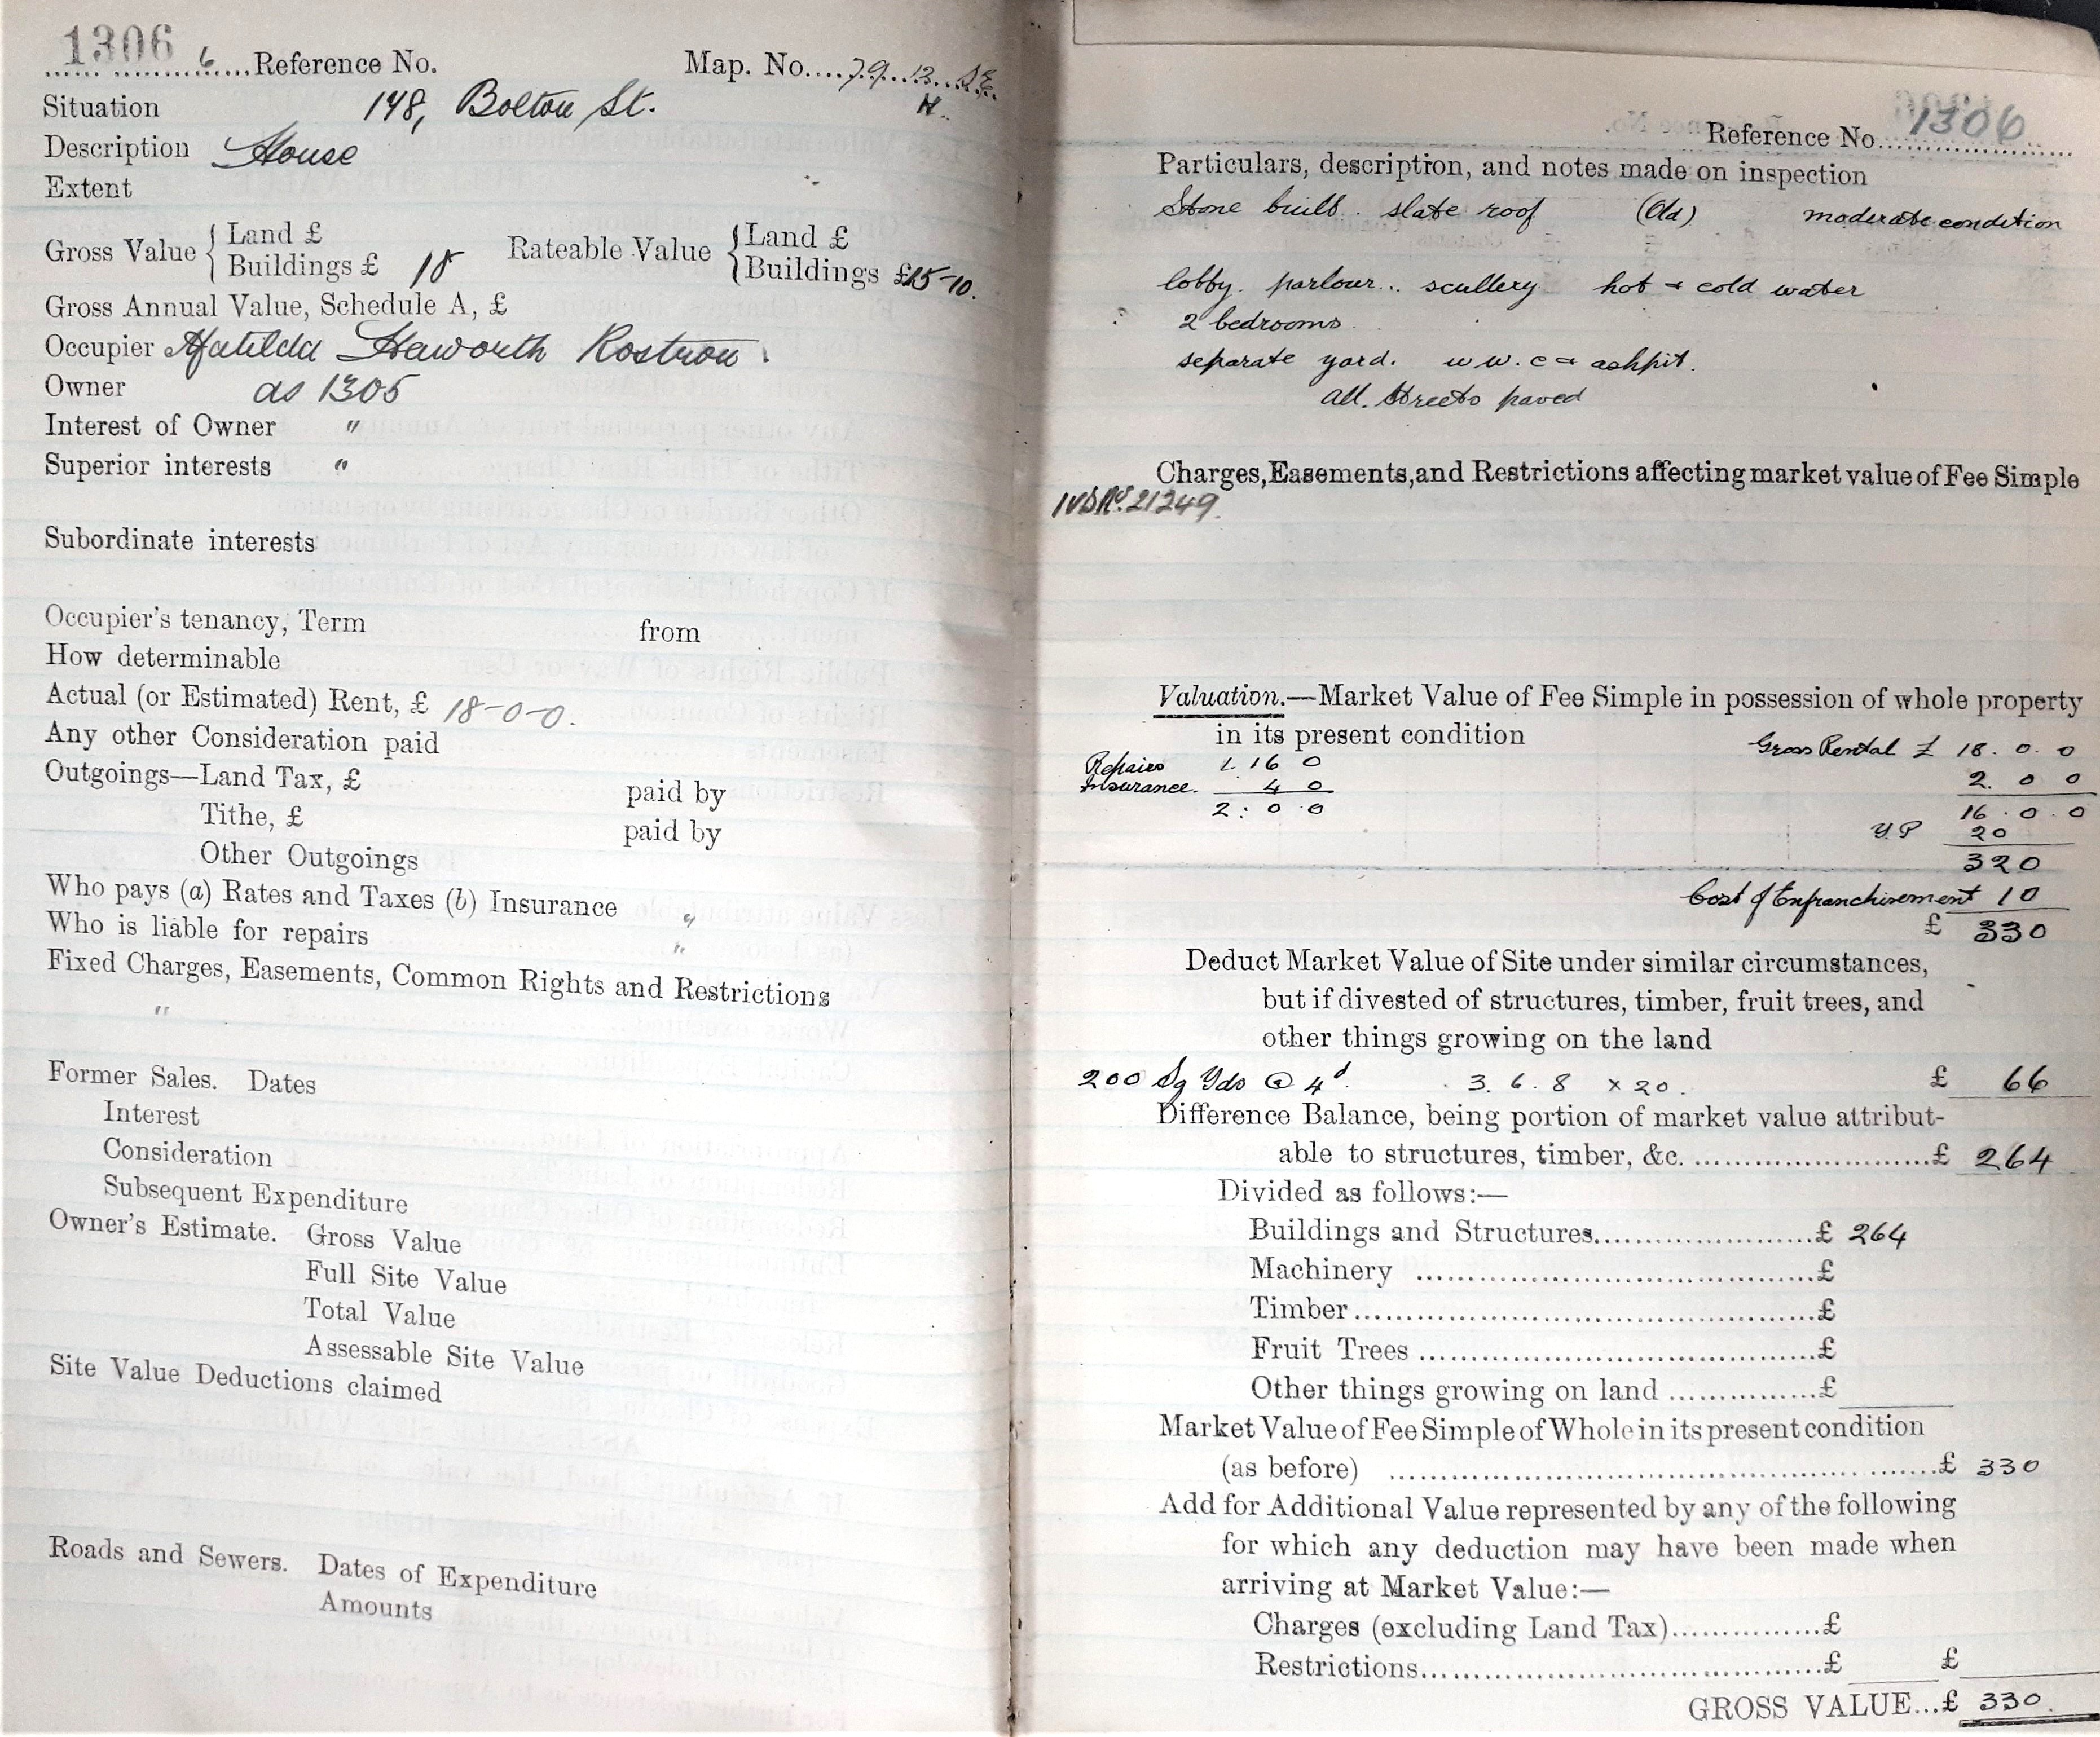 1306 6 Reference No. Map. No. 79 13 SE
Situation 148, Bolton St. H.
Description House
Extent
Gross Value { Land £ Rateable Value { Land £
Buildings £ 18 Buildings £15-10.
Gross Annual Value, Schedule A, £
Occupier Matilda Haworth Rostron.
Owner as 1305
Interest of Owner "
Superior interests "
Subordinate interests
Occupier's tenancy, Term from
How determinable
Actual (or Estimated) Rent, £ 18-0-0.
Any other Consideration paid
Outgoings—Land Tax, £ paid by
Tithe, £ paid by
Other Outgoings
Who pays (a) Rates and Taxes (b) Insurance "
Who is liable for repairs "
Fixed Charges, Easements, Common Rights and Restrictions
"
Former Sales. Dates
Interest
Consideration
Subsequent Expenditure
Owner's Estimate. Gross Value
Full Site Value
Total Value
Assessable Site Value
Site Value Deductions claimed
Roads and Sewers. Dates of Expenditure
Amounts
Reference No. 1306
Particulars, description, and notes made on inspection
Stone built. slate roof (Old) moderate condition
lobby. parlour.. scullery hot & cold water
2 bedrooms
separate yard. w w. c & ashpit.
all. Streets paved
Charges, Easements, and Restrictions affecting market value of Fee Simple
IVD No. 21249.
Valuation.—Market Value of Fee Simple in possession of whole property
in its present condition Gross Rental £ 18. 0. 0
Repairs 1. 16 0
Insurance. 4 0 2. 0 0
2: 0. 0 16. 0. 0
Y.P 20
320
Cost of Enfranchisement 10
£ 330
Deduct Market Value of Site under similar circumstances,
but if divested of structures, timber, fruit trees, and
other things growing on the land
200 Sq Yds @ 4d. 3. 6. 8 x 20. £ 66
Difference Balance, being portion of market value attribut-
able to structures, timber, &c. £ 264
Divided as follows:—
Buildings and Structures £ 264
Machinery £
Timber £
Fruit Trees £
Other things growing on land £
Market Value of Fee Simple of Whole in its present condition
(as before) £ 330
Add for Additional Value represented by any of the following
for which any deduction may have been made when
arriving at Market Value:—
Charges (excluding Land Tax) £
Restrictions £ £
GROSS VALUE...£ 330.